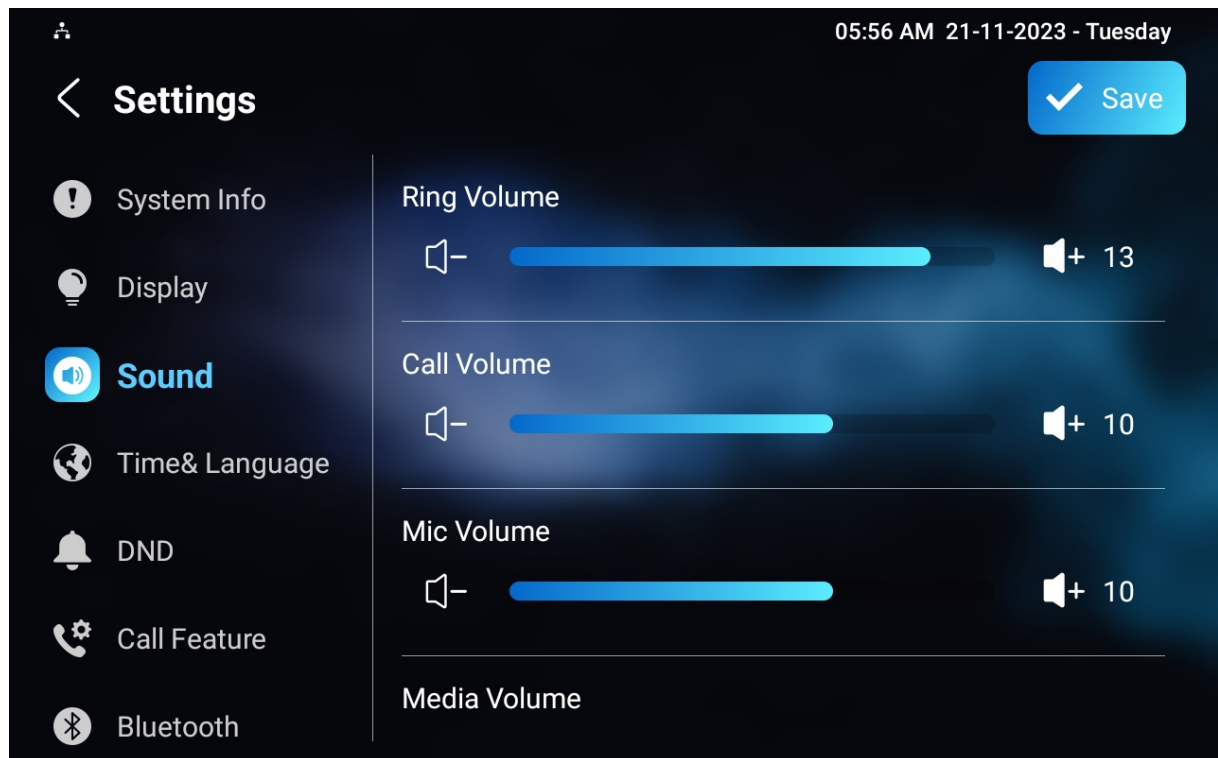 05:56 AM 21-11-2023 - Tuesday
Settings
Save
System Info
Display
Sound
Time& Language
DND
Call Feature
Bluetooth
Ring Volume
13
Call Volume
10
Mic Volume
10
Media Volume